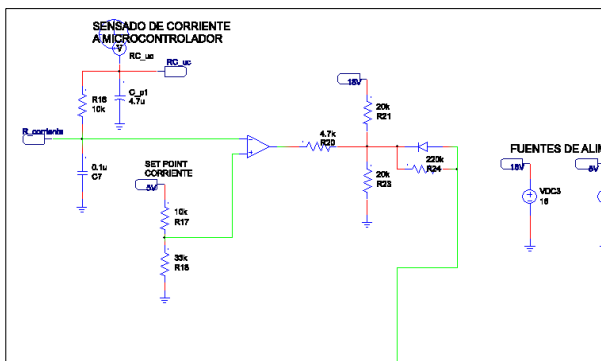 SENSADO DE CORRIENTE
A MICROCONTROLADOR
V
RC_uc
RC_uc
R16
10k
C_p1
4.7u
R_corriente
0.1u
C7
SET POINT
CORRIENTE
5V
10k
R17
33k
R18
4.7k
R20
15V
20k
R21
20k
R23
220k
R24
FUENTES DE ALIM
15V
VDC3
15
5V